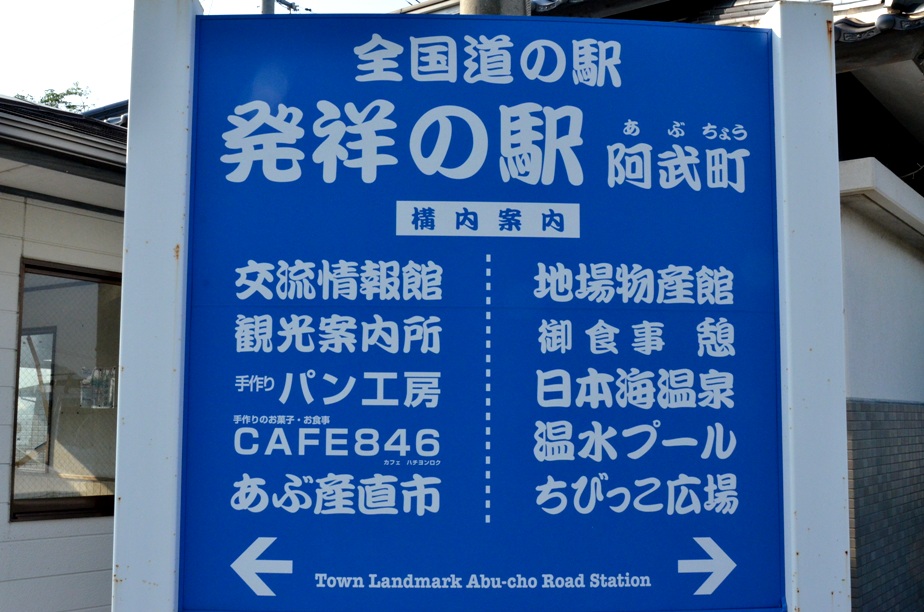 全国道の駅
発祥の駅
あぶちょう
阿武町
構内案内
交流情報館
観光案内所
手作りパン工房
手作りのお菓子・お食事
CAFE846
カフェ ハチヨンロク
あぶ産直市
地場物産館
御食事 憩
日本海温泉
温水プール
ちびっこ広場
Town Landmark Abu-cho Road Station